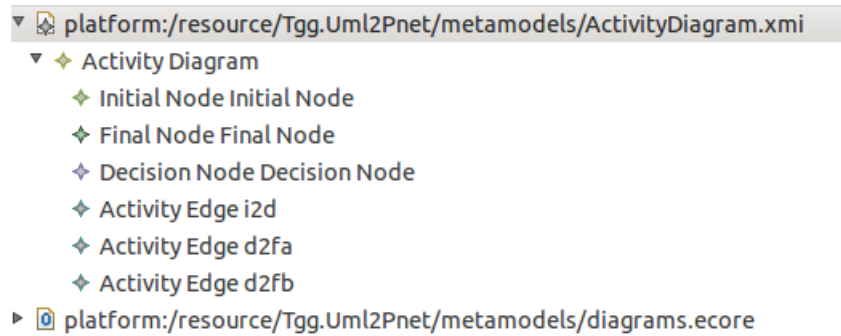 platform:/resource/Tgg.Uml2Pnet/metamodels/ActivityDiagram.xmi
Activity Diagram
Initial Node Initial Node
Final Node Final Node
Decision Node Decision Node
Activity Edge i2d
Activity Edge d2fa
Activity Edge d2fb
platform:/resource/Tgg.Uml2Pnet/metamodels/diagrams.ecore